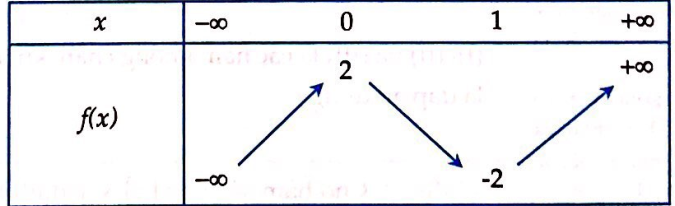 x -∞ 0 1 +∞
2 +∞
f(x)
-∞ -2